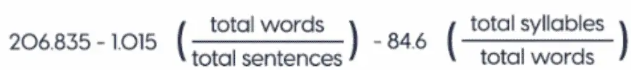 206.835 - 1.015 ( total words / total sentences ) - 84.6 ( total syllables / total words )